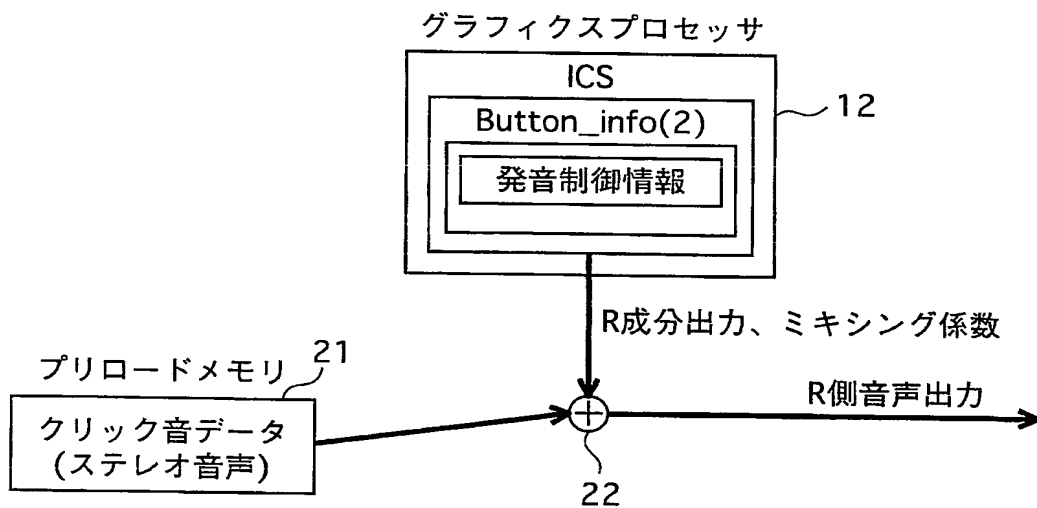 グラフィクスプロセッサ
ICS
12
Button_info(2)
発音制御情報
R成分出力、ミキシング係数
プリロードメモリ
21
クリック音データ
(ステレオ音声)
R側音声出力
22